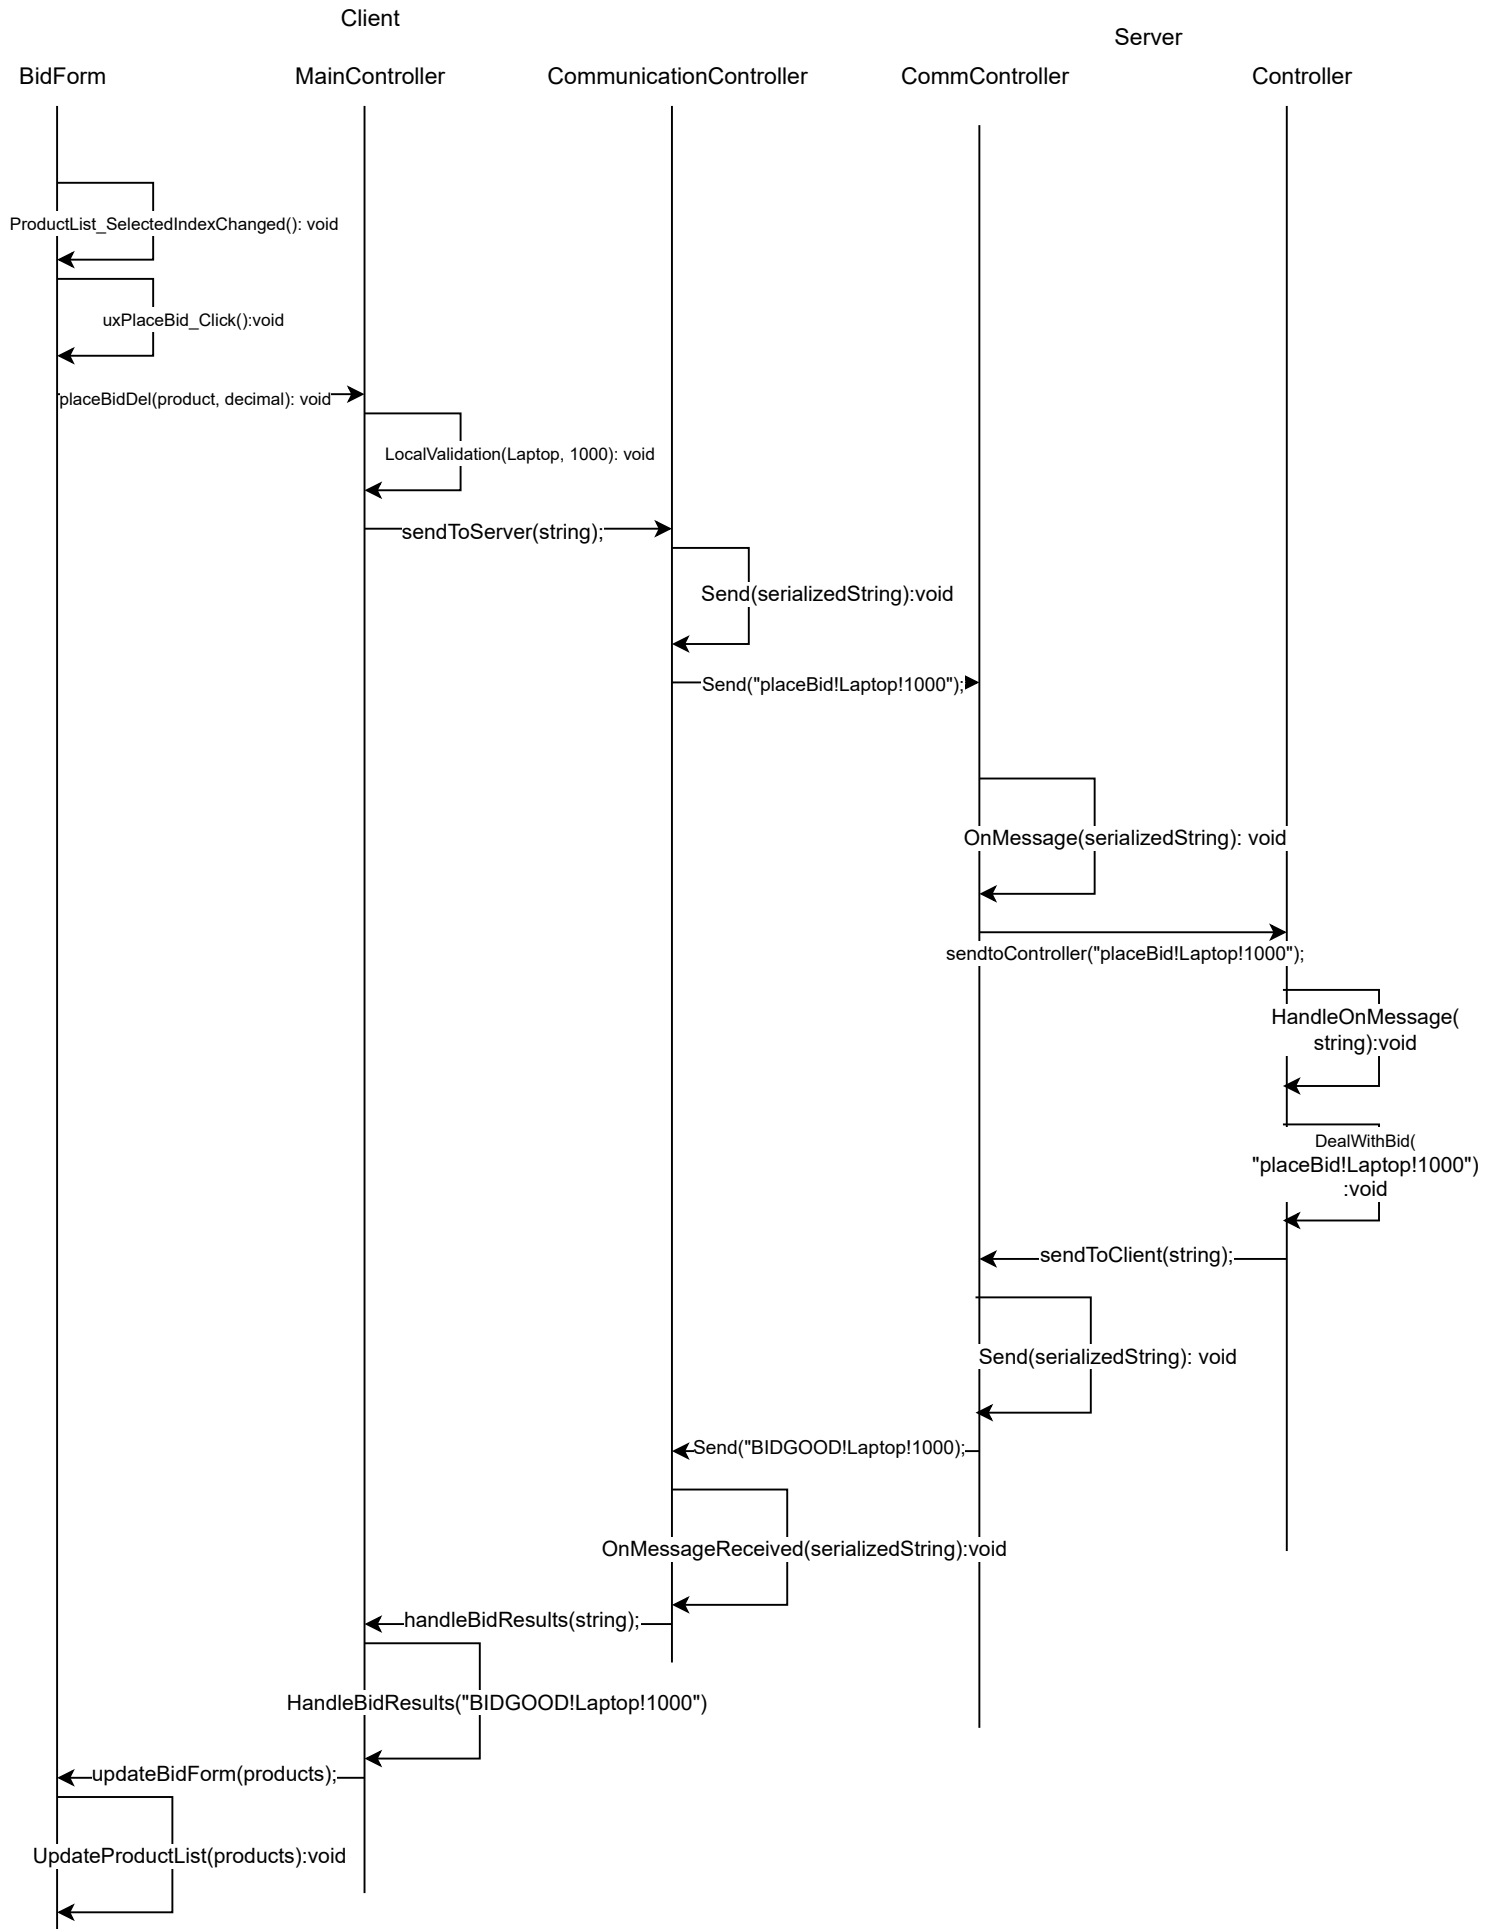 Client
Server
BidForm
MainController
CommunicationController
CommController
Controller
ProductList_SelectedIndexChanged(): void
uxPlaceBid_Click():void
placeBidDel(product, decimal): void
LocalValidation(Laptop, 1000): void
sendToServer(string);
Send(serializedString):void
Send("placeBid!Laptop!1000");
OnMessage(serializedString): void
sendtoController("placeBid!Laptop!1000");
HandleOnMessage(
string):void
DealWithBid(
"placeBid!Laptop!1000")
:void
sendToClient(string);
Send(serializedString): void
Send("BIDGOOD!Laptop!1000);
OnMessageReceived(serializedString):void
handleBidResults(string);
HandleBidResults("BIDGOOD!Laptop!1000")
updateBidForm(products);
UpdateProductList(products):void